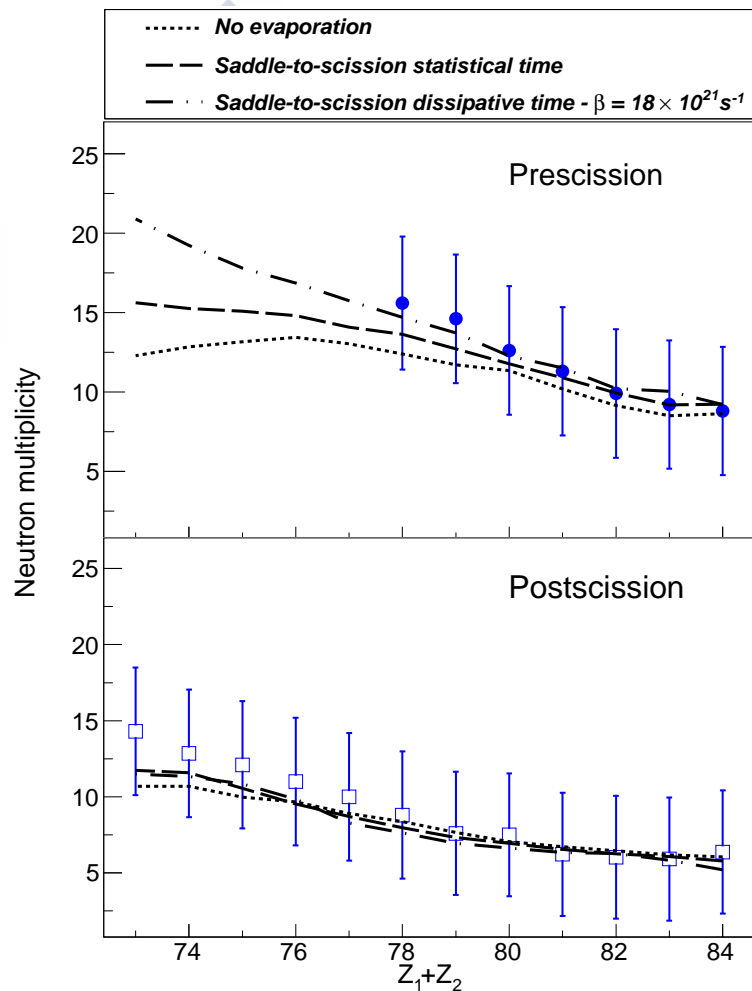 No evaporation
Saddle-to-scission statistical time
Saddle-to-scission dissipative time - β = 18 × 10²¹s⁻¹
Prescission
25
20
15
10
5
Neutron multiplicity
Postscission
25
20
15
10
5
74 76 78 80 82 84
Z₁+Z₂